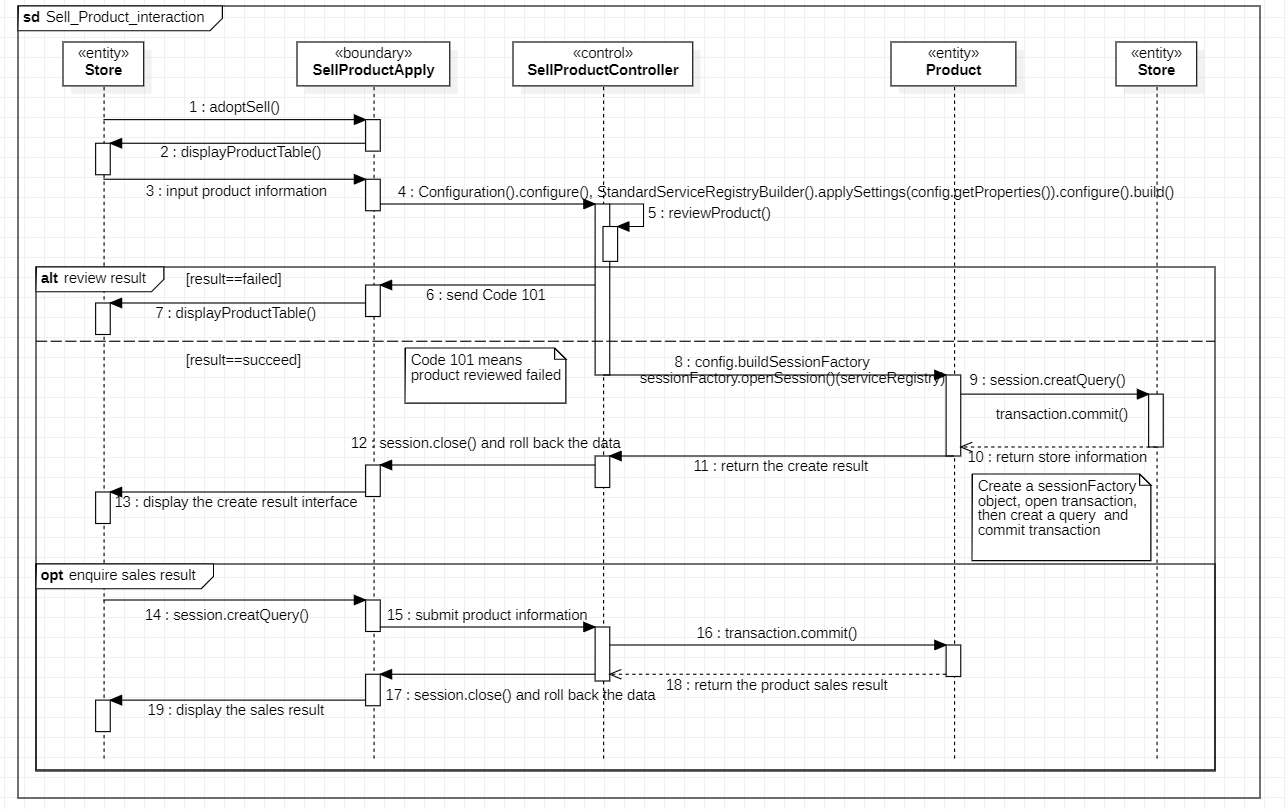 sd Sell_Product_interaction
«entity»
Store
«boundary»
SellProductApply
«control»
SellProductController
«entity»
Product
«entity»
Store
1 : adoptSell()
2 : displayProductTable()
3 : input product information
4 : Configuration().configure(), StandardServiceRegistryBuilder().applySettings(config.getProperties()).configure().build()
5 : reviewProduct()
alt review result
[result==failed]
6 : send Code 101
7 : displayProductTable()
[result==succeed]
Code 101 means
product reviewed failed
8 : config.buildSessionFactory
sessionFactory.openSession()(serviceRegistry)
9 : session.creatQuery()
transaction.commit()
10 : return store information
11 : return the create result
12 : session.close() and roll back the data
13 : display the create result interface
Create a sessionFactory
object, open transaction,
then creat a query  and
commit transaction
opt enquire sales result
14 : session.creatQuery()
15 : submit product information
16 : transaction.commit()
17 : session.close() and roll back the data
18 : return the product sales result
19 : display the sales result